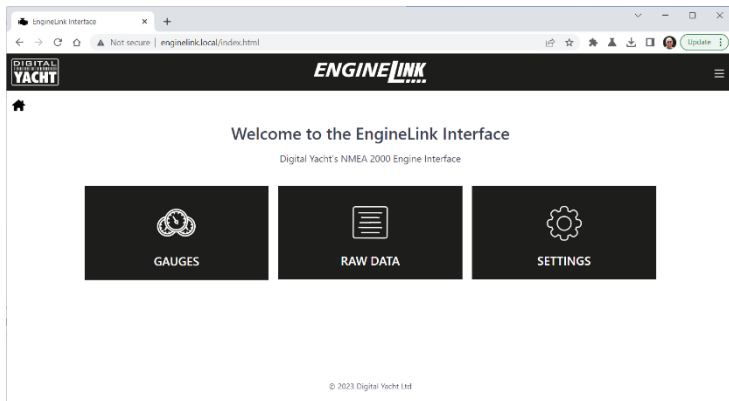 EngineLink Interface
Not secure | enginelink.local/index.html
Update
DIGITAL
YACHT
ENGINELINK
Welcome to the EngineLink Interface
Digital Yacht's NMEA 2000 Engine Interface
GAUGES
RAW DATA
SETTINGS
© 2023 Digital Yacht Ltd